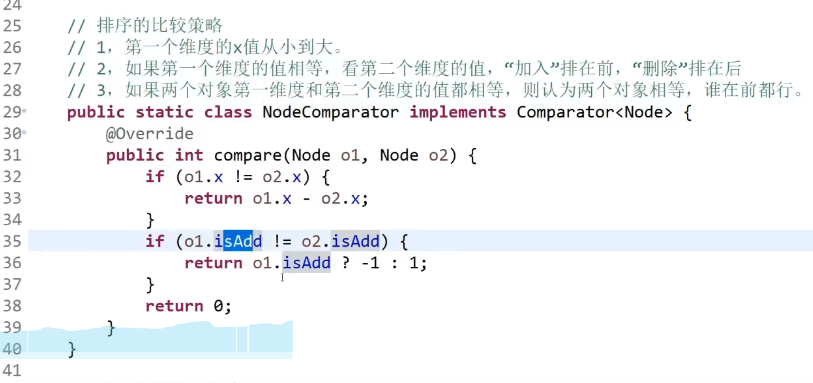 24
25 // 排序的比较策略
26 // 1，第一个维度的x值从小到大。
27 // 2，如果第一个维度的值相等，看第二个维度的值，“加入”排在前，“删除”排在后
28 // 3，如果两个对象第一维度和第二个维度的值都相等，则认为两个对象相等，谁在前都行。
29 public static class NodeComparator implements Comparator<Node> {
30 @Override
31 public int compare(Node o1, Node o2) {
32 if (o1.x != o2.x) {
33 return o1.x - o2.x;
34 }
35 if (o1.isAdd != o2.isAdd) {
36 return o1.isAdd ? -1 : 1;
37 }
38 return 0;
39 }
40 }
41